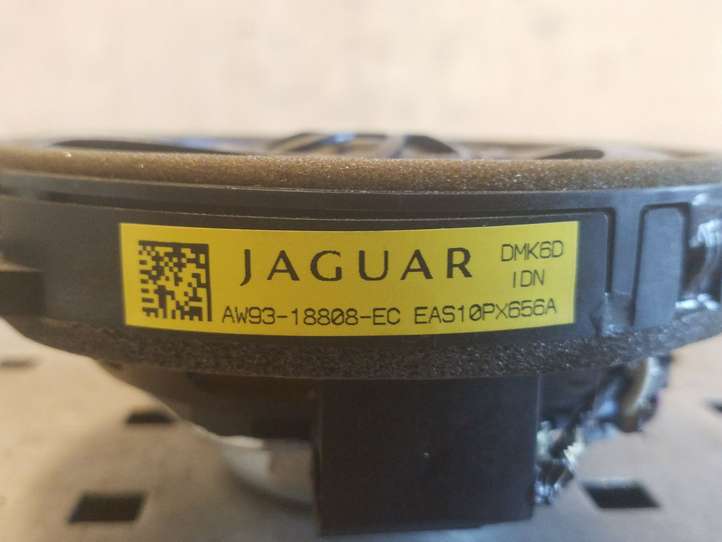 JAGUAR
DMK6D
IDN
AW93-18808-EC EAS10PX656A